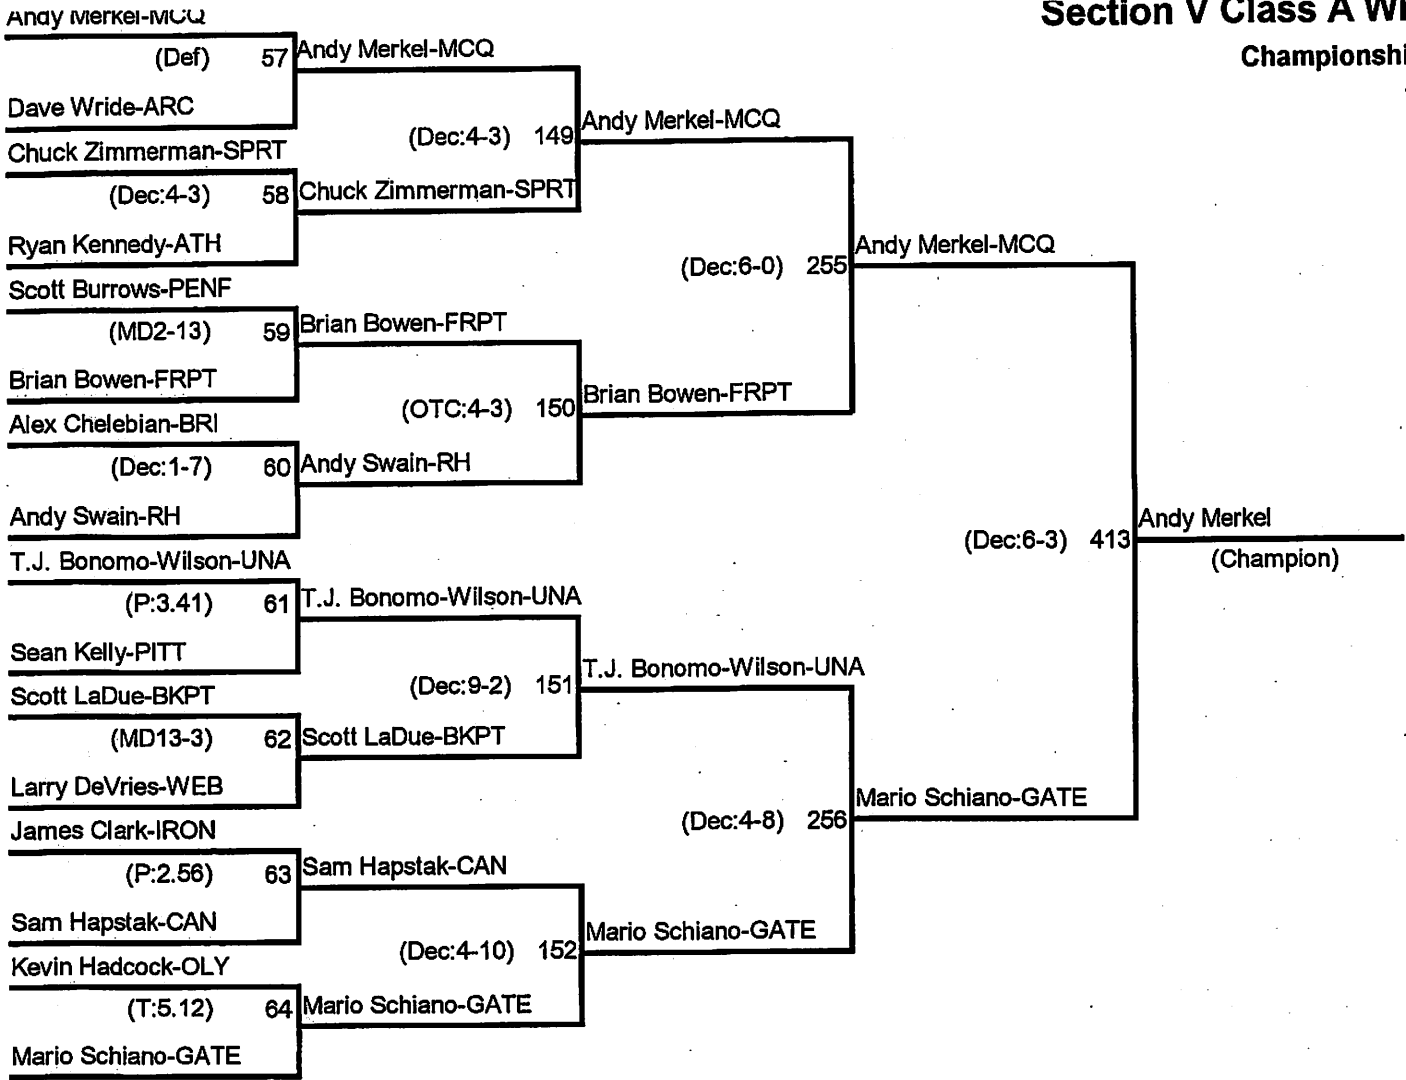 Andy Merkel-MCQ
Section V Class A
Championshi
(Def) 57 Andy Merkel-MCQ
Dave Wride-ARC
Chuck Zimmerman-SPRT
(Dec:4-3) 149 Andy Merkel-MCQ
(Dec:4-3) 58 Chuck Zimmerman-SPRT
Ryan Kennedy-ATH
(Dec:6-0) 255 Andy Merkel-MCQ
Scott Burrows-PENF
(MD2-13) 59 Brian Bowen-FRPT
Brian Bowen-FRPT
(OTC:4-3) 150 Brian Bowen-FRPT
Alex Chelebian-BRI
(Dec:1-7) 60 Andy Swain-RH
Andy Swain-RH
(Dec:6-3) 413 Andy Merkel
(Champion)
T.J. Bonomo-Wilson-UNA
(P:3.41) 61 T.J. Bonomo-Wilson-UNA
Sean Kelly-PITT
(Dec:9-2) 151 T.J. Bonomo-Wilson-UNA
Scott LaDue-BKPT
(MD13-3) 62 Scott LaDue-BKPT
Larry DeVries-WEB
(Dec:4-8) 256 Mario Schiano-GATE
James Clark-IRON
(P:2.56) 63 Sam Hapstak-CAN
Sam Hapstak-CAN
(Dec:4-10) 152 Mario Schiano-GATE
Kevin Hadcock-OLY
(T:5.12) 64 Mario Schiano-GATE
Mario Schiano-GATE